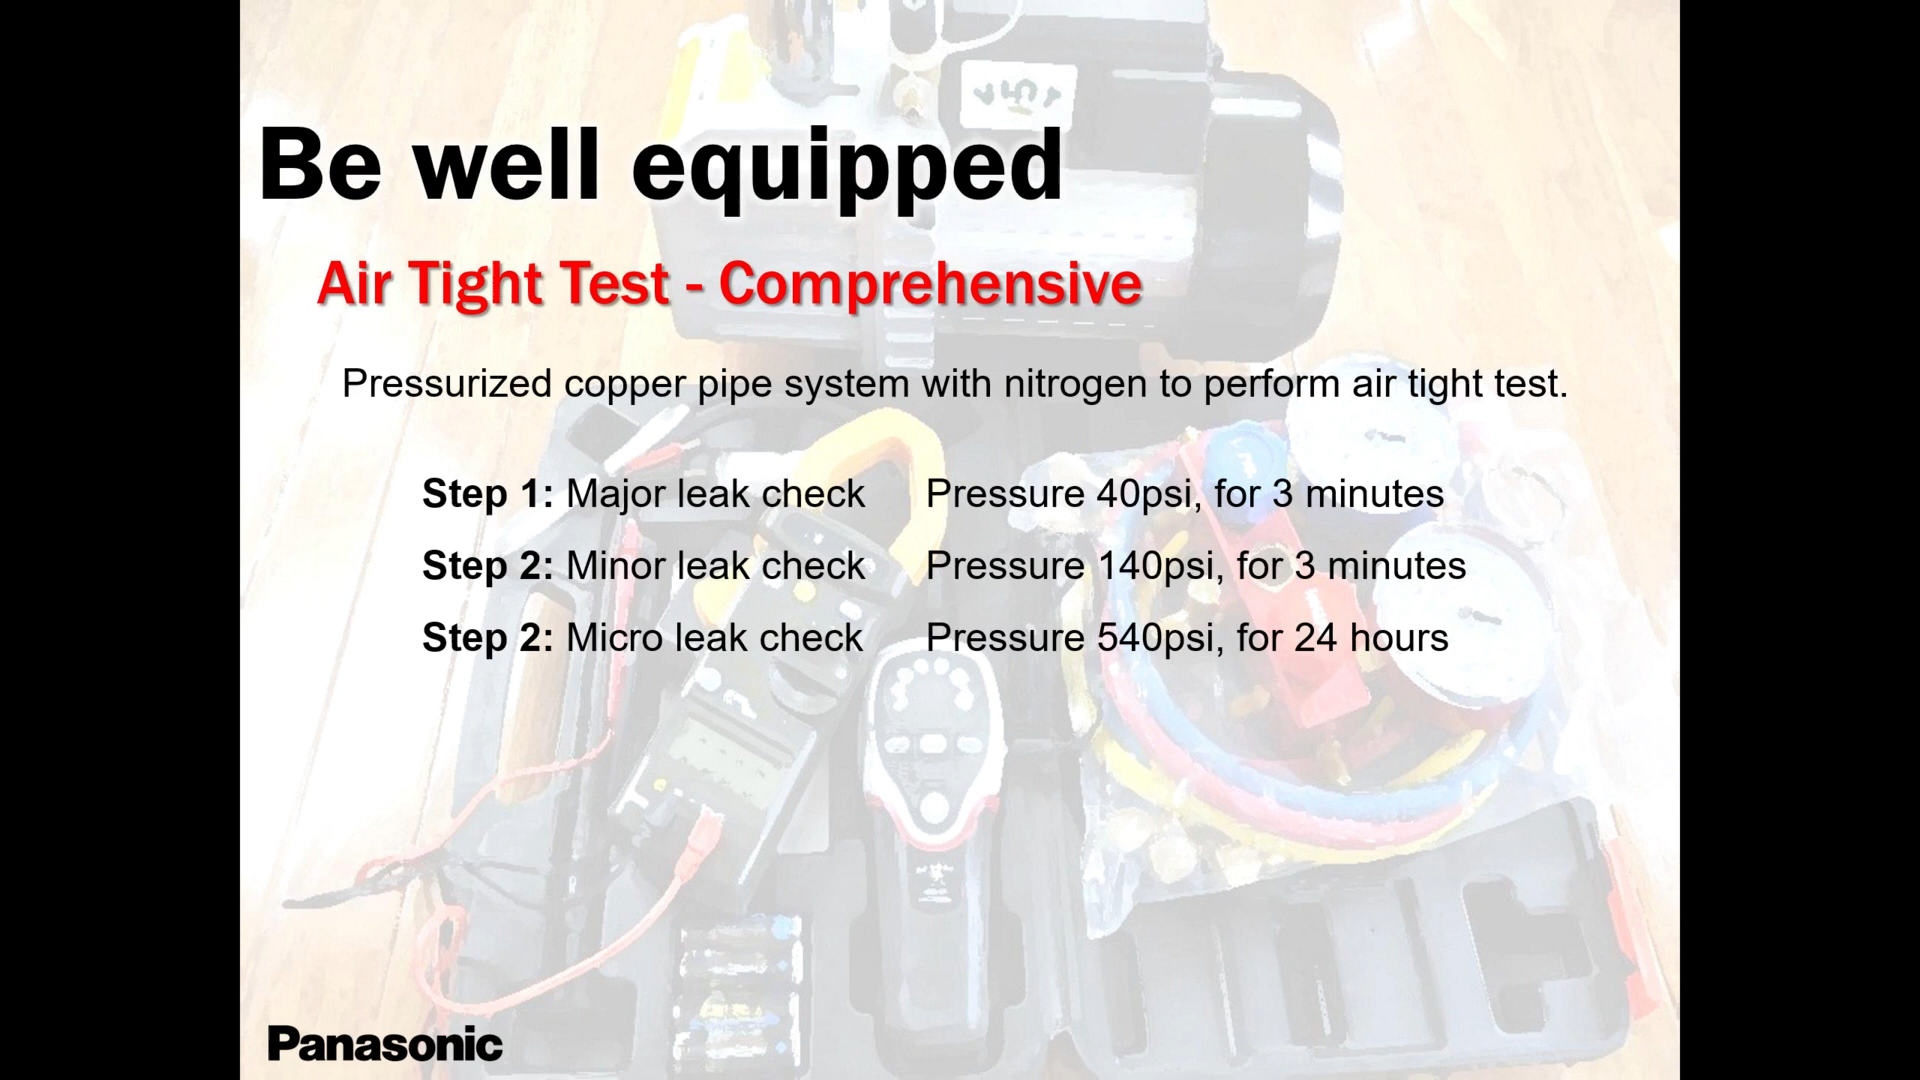 Be well equipped
Air Tight Test - Comprehensive
Pressurized copper pipe system with nitrogen to perform air tight test.
Step 1: Major leak check Pressure 40psi, for 3 minutes
Step 2: Minor leak check Pressure 140psi, for 3 minutes
Step 2: Micro leak check Pressure 540psi, for 24 hours
Panasonic